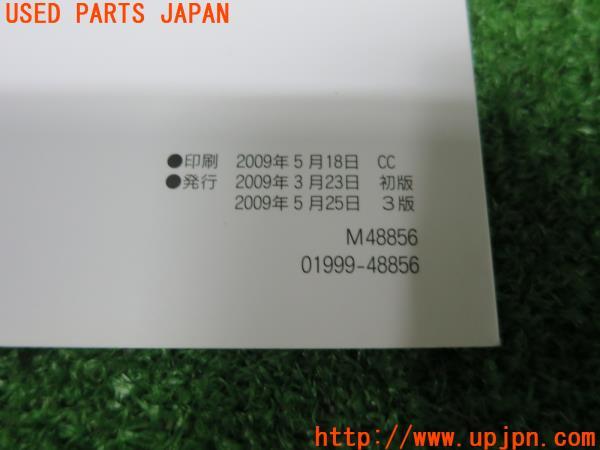 USED PARTS JAPAN
●印刷 2009年5月18日 CC
●発行 2009年3月23日 初版
2009年5月25日 3版
M48856
01999-48856
http://www.upjpn.com